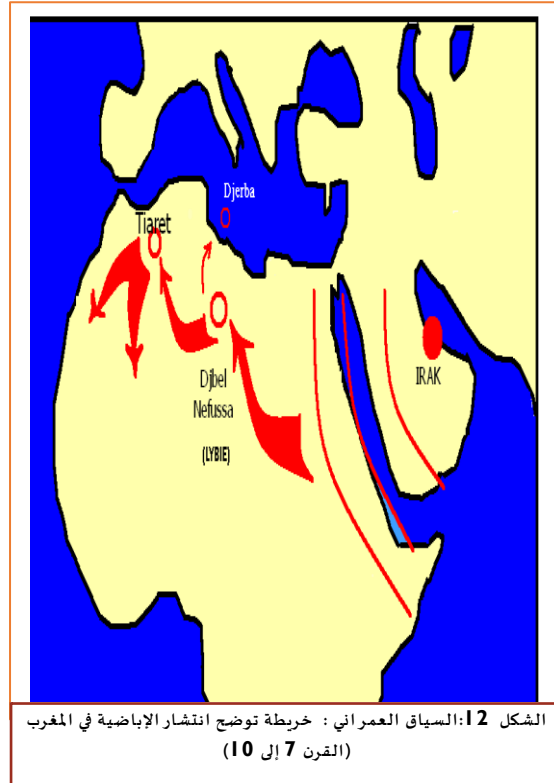 Djerba
Tiaret
IRAK
Djbel
Nefussa
(LYBIE)
الشكل 12:السياق العمراني : خريطة توضح انتشار الإباضية في المغرب
(القرن 7 إلى 10)